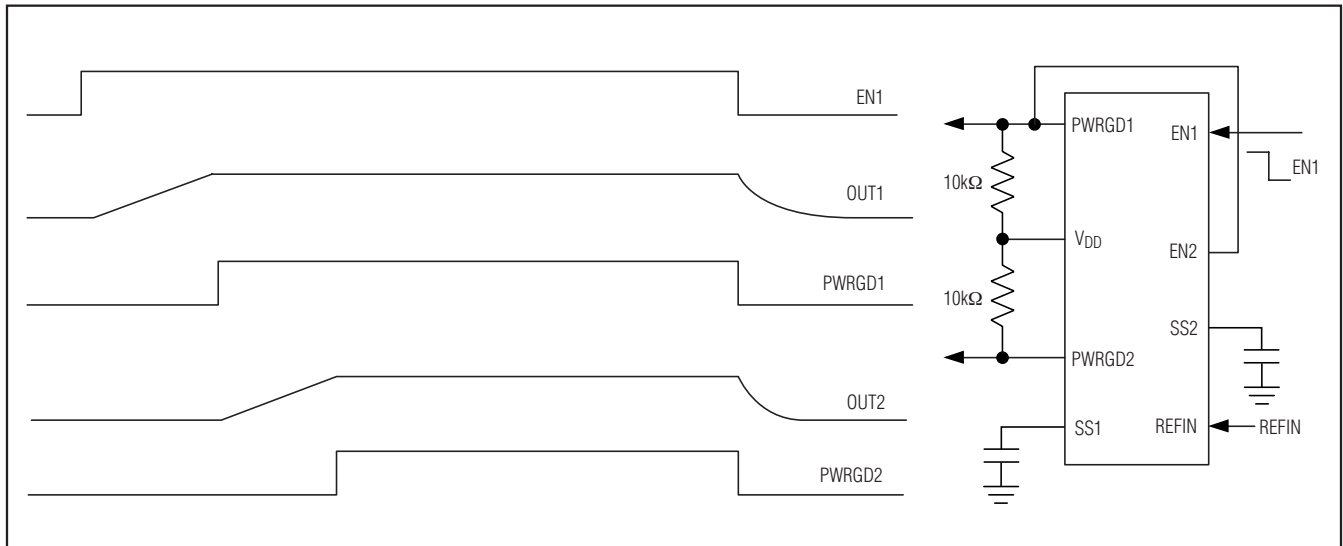 EN1
OUT1
PWRGD1
OUT2
PWRGD2
PWRGD1
EN1
EN1
10kΩ
VDD
EN2
10kΩ
SS2
PWRGD2
SS1
REFIN
REFIN